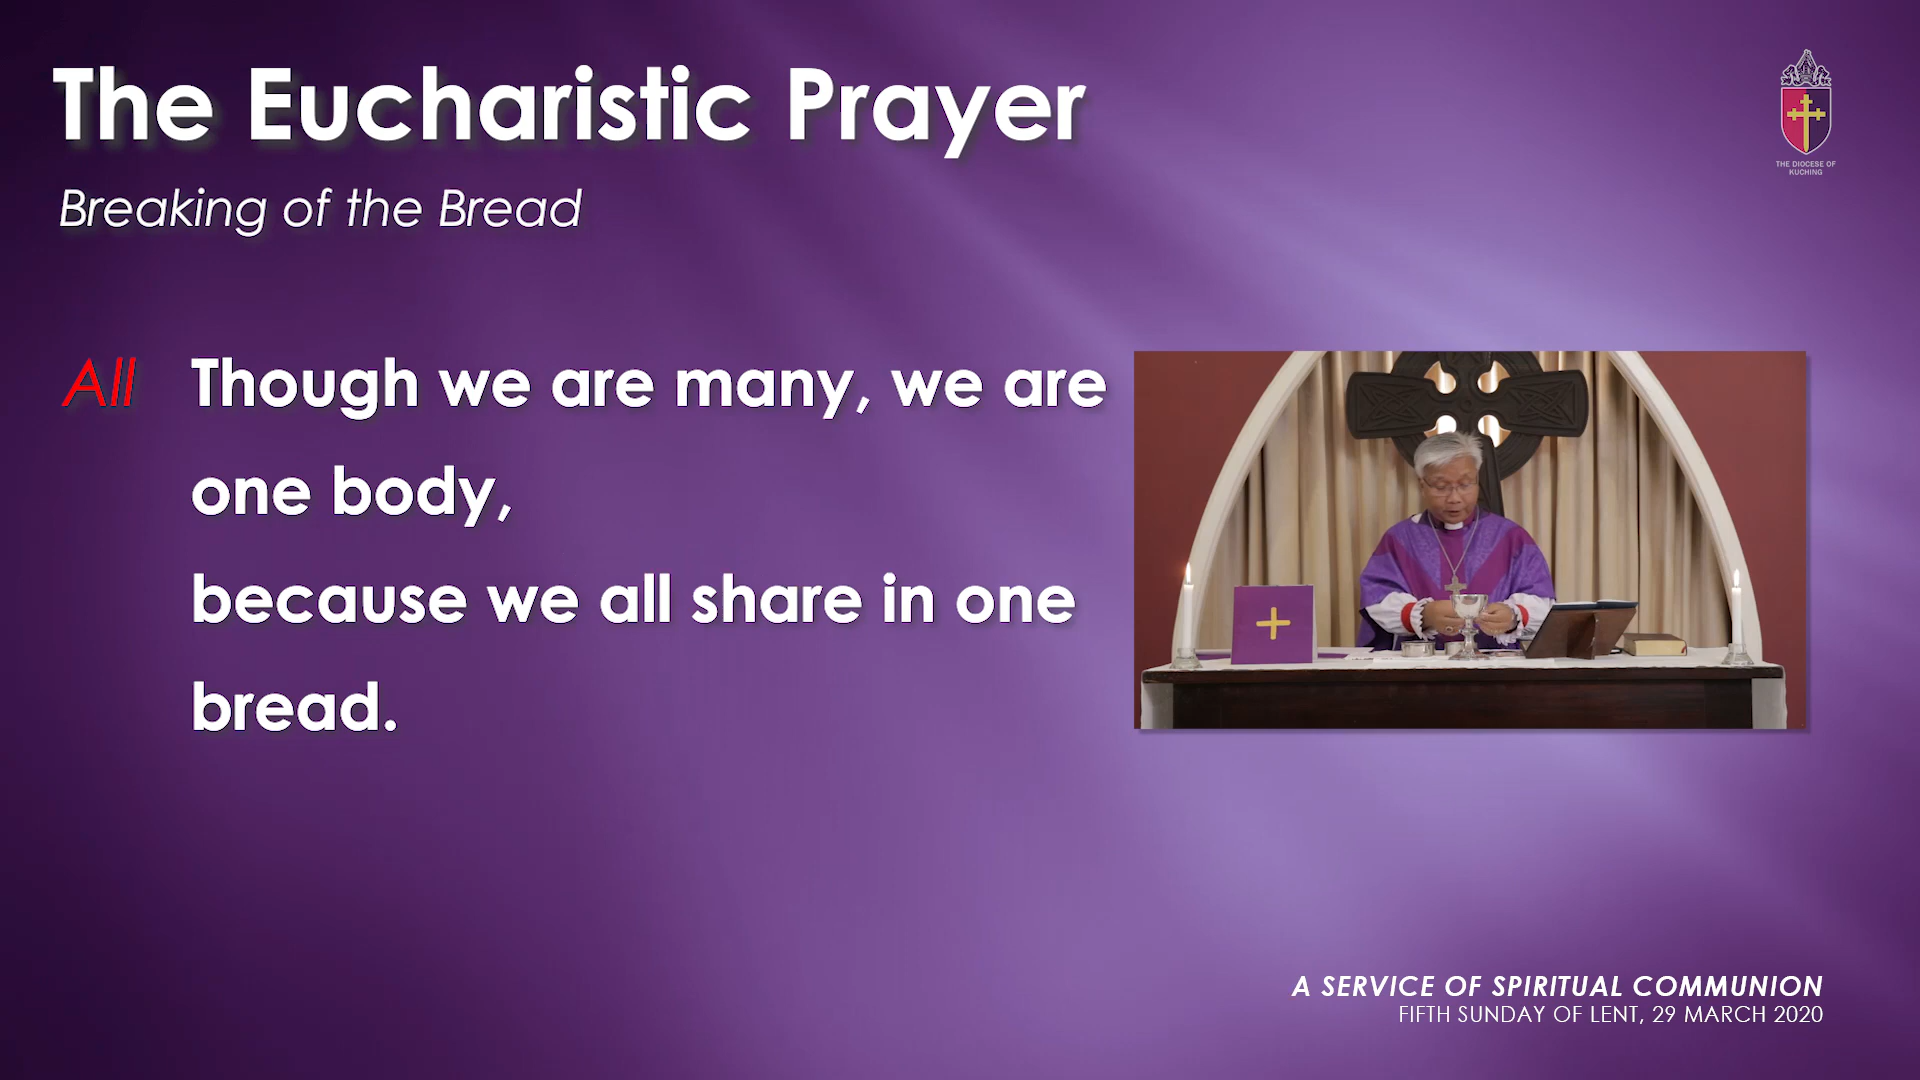 The Eucharistic Prayer
Breaking of the Bread
THE DIOCESE OF
KUCHING
All Though we are many, we are
one body,
because we all share in one
bread.
A SERVICE OF SPIRITUAL COMMUNION
FIFTH SUNDAY OF LENT, 29 MARCH 2020